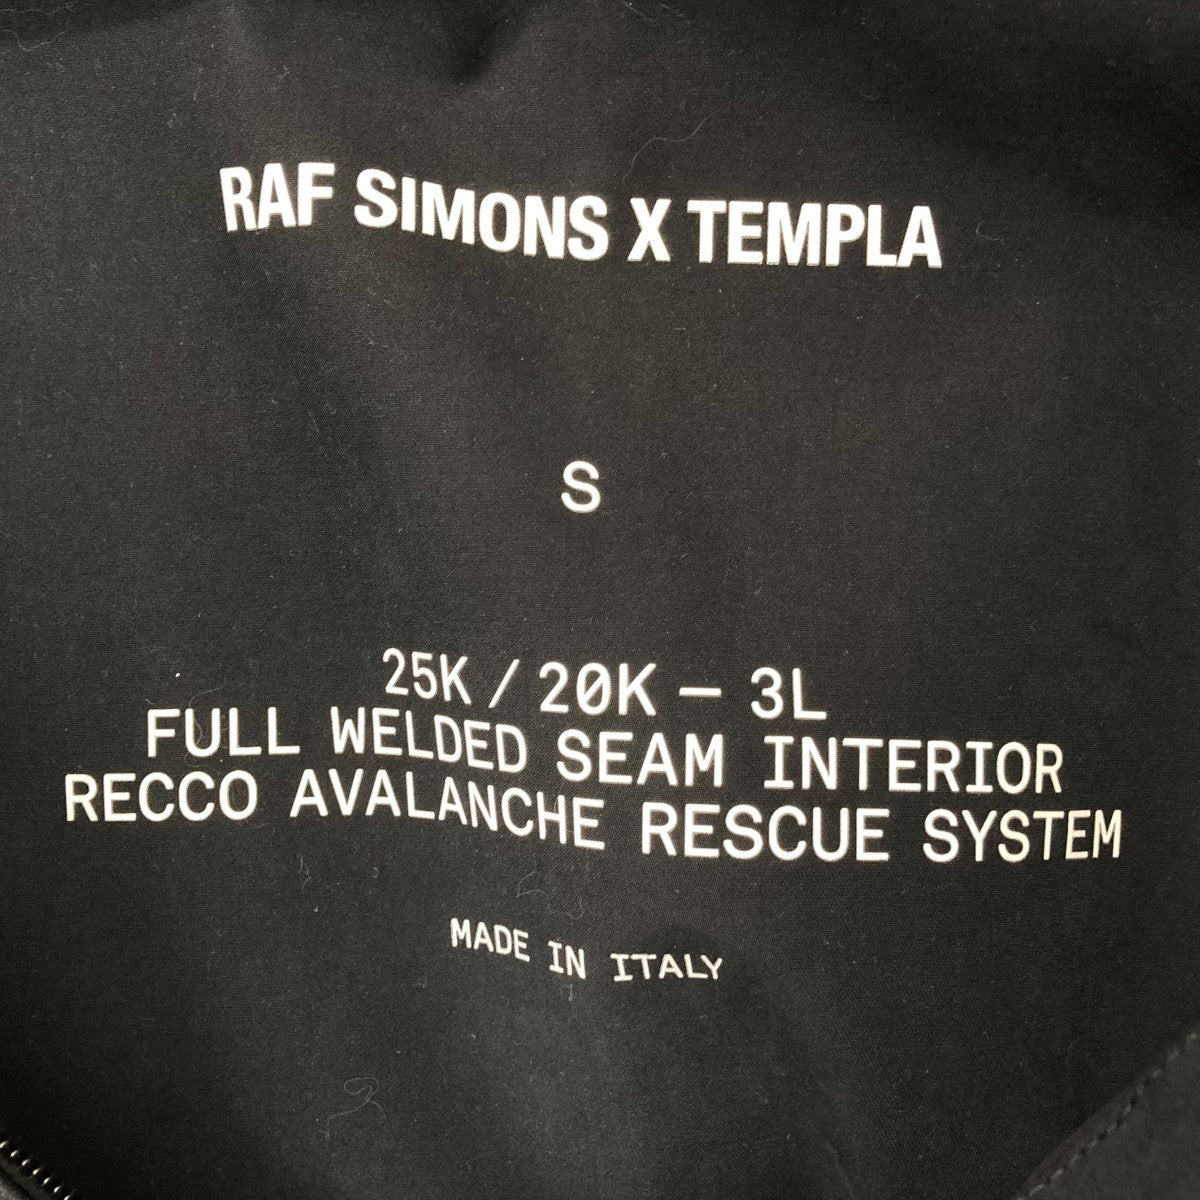 RAF SIMONS X TEMPLA
S
25K / 20K — 3L
FULL WELDED SEAM INTERIOR
RECCO AVALANCHE RESCUE SYSTEM
MADE IN ITALY